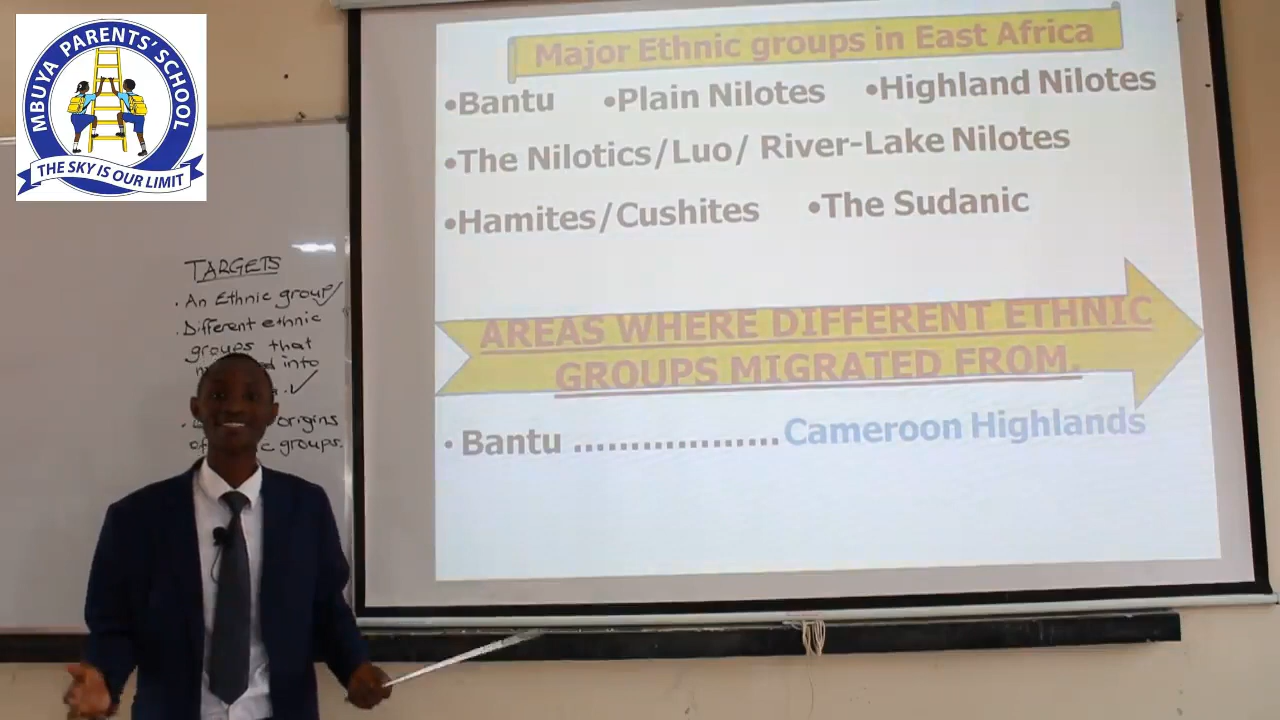 MBUYA PARENTS' SCHOOL
THE SKY IS OUR LIMIT
Major Ethnic groups in East Africa
•Bantu •Plain Nilotes •Highland Nilotes
•The Nilotics/Luo/ River-Lake Nilotes
•Hamites/Cushites •The Sudanic
AREAS WHERE DIFFERENT ETHNIC
GROUPS MIGRATED FROM.
• Bantu ..................Cameroon Highlands
TARGETS
. An Ethnic group
. Different ethnic
groups that
into
origins
groups.